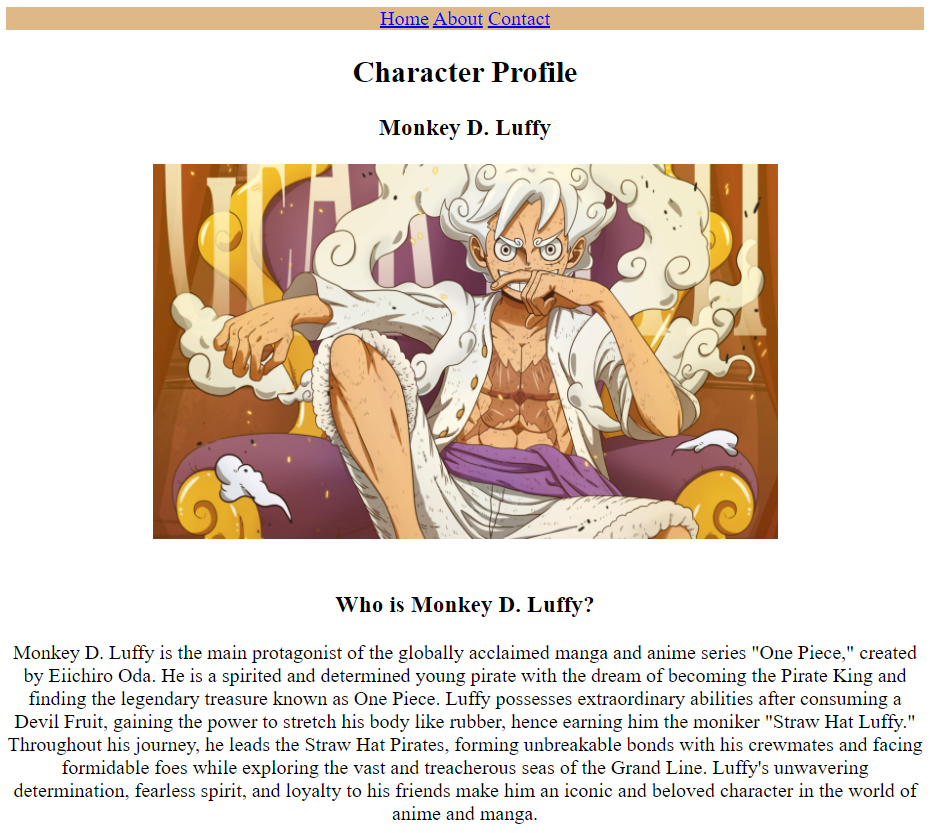 Home About Contact
Character Profile
Monkey D. Luffy
Who is Monkey D. Luffy?
Monkey D. Luffy is the main protagonist of the globally acclaimed manga and anime series "One Piece," created
by Eiichiro Oda. He is a spirited and determined young pirate with the dream of becoming the Pirate King and
finding the legendary treasure known as One Piece. Luffy possesses extraordinary abilities after consuming a
Devil Fruit, gaining the power to stretch his body like rubber, hence earning him the moniker "Straw Hat Luffy."
Throughout his journey, he leads the Straw Hat Pirates, forming unbreakable bonds with his crewmates and facing
formidable foes while exploring the vast and treacherous seas of the Grand Line. Luffy's unwavering
determination, fearless spirit, and loyalty to his friends make him an iconic and beloved character in the world of
anime and manga.